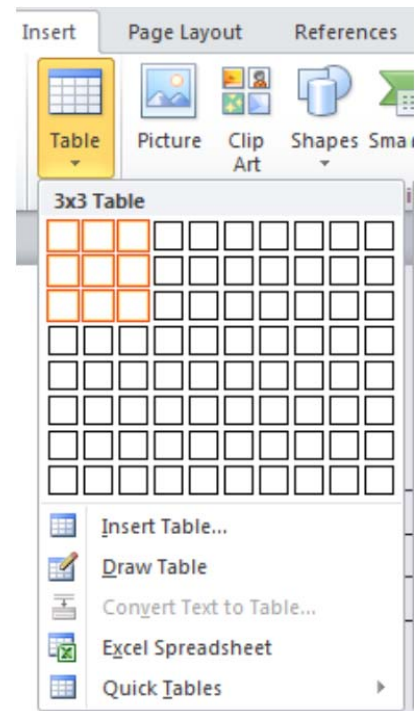 Insert Page Layout References
Table Picture Clip Art Shapes Sma
3x3 Table
Insert Table...
Draw Table
Convert Text to Table...
Excel Spreadsheet
Quick Tables